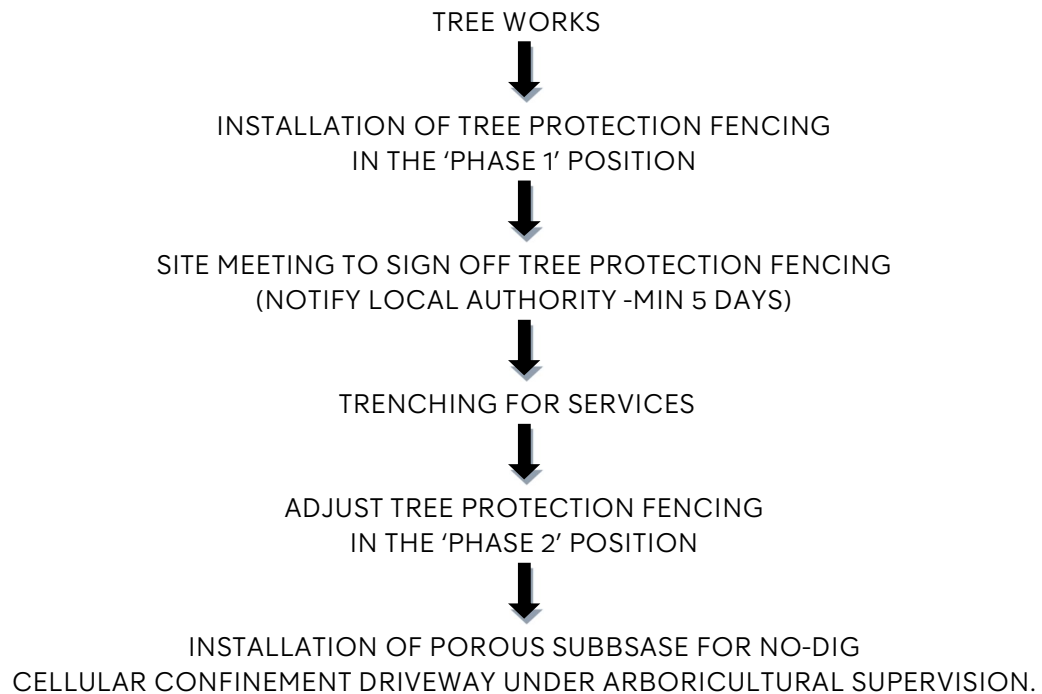 TREE WORKS
INSTALLATION OF TREE PROTECTION FENCING
IN THE ‘PHASE 1’ POSITION
SITE MEETING TO SIGN OFF TREE PROTECTION FENCING
(NOTIFY LOCAL AUTHORITY -MIN 5 DAYS)
TRENCHING FOR SERVICES
ADJUST TREE PROTECTION FENCING
IN THE ‘PHASE 2’ POSITION
INSTALLATION OF POROUS SUBBSASE FOR NO-DIG
CELLULAR CONFINEMENT DRIVEWAY UNDER ARBORICULTURAL SUPERVISION.